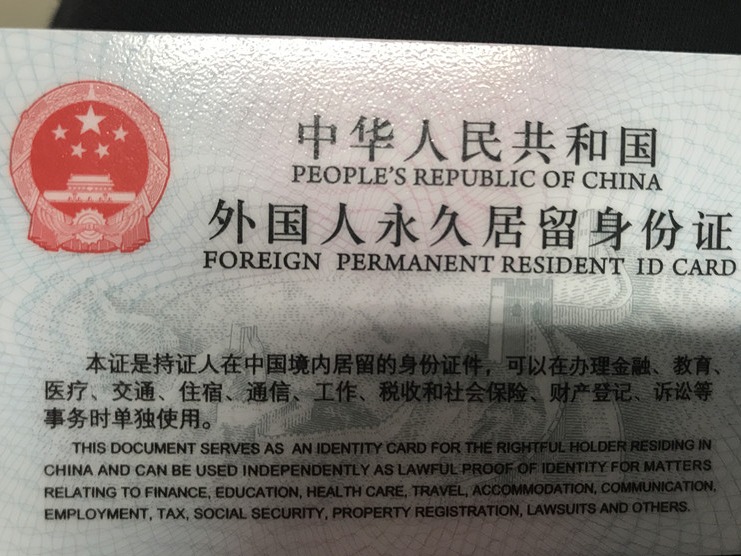 中华人民共和国
PEOPLE'S REPUBLIC OF CHINA
外国人永久居留身份证
FOREIGN PERMANENT RESIDENT ID CARD
本证是持证人在中国境内居留的身份证件，可以在办理金融、教育、
医疗、交通、住宿、通信、工作、税收和社会保险、财产登记、诉讼等
事务时单独使用。
THIS DOCUMENT SERVES AS AN IDENTITY CARD FOR THE RIGHTFUL HOLDER RESIDING IN
CHINA AND CAN BE USED INDEPENDENTLY AS LAWFUL PROOF OF IDENTITY FOR MATTERS
RELATING TO FINANCE, EDUCATION, HEALTH CARE, TRAVEL, ACCOMMODATION, COMMUNICATION,
EMPLOYMENT, TAX, SOCIAL SECURITY, PROPERTY REGISTRATION, LAWSUITS AND OTHERS.